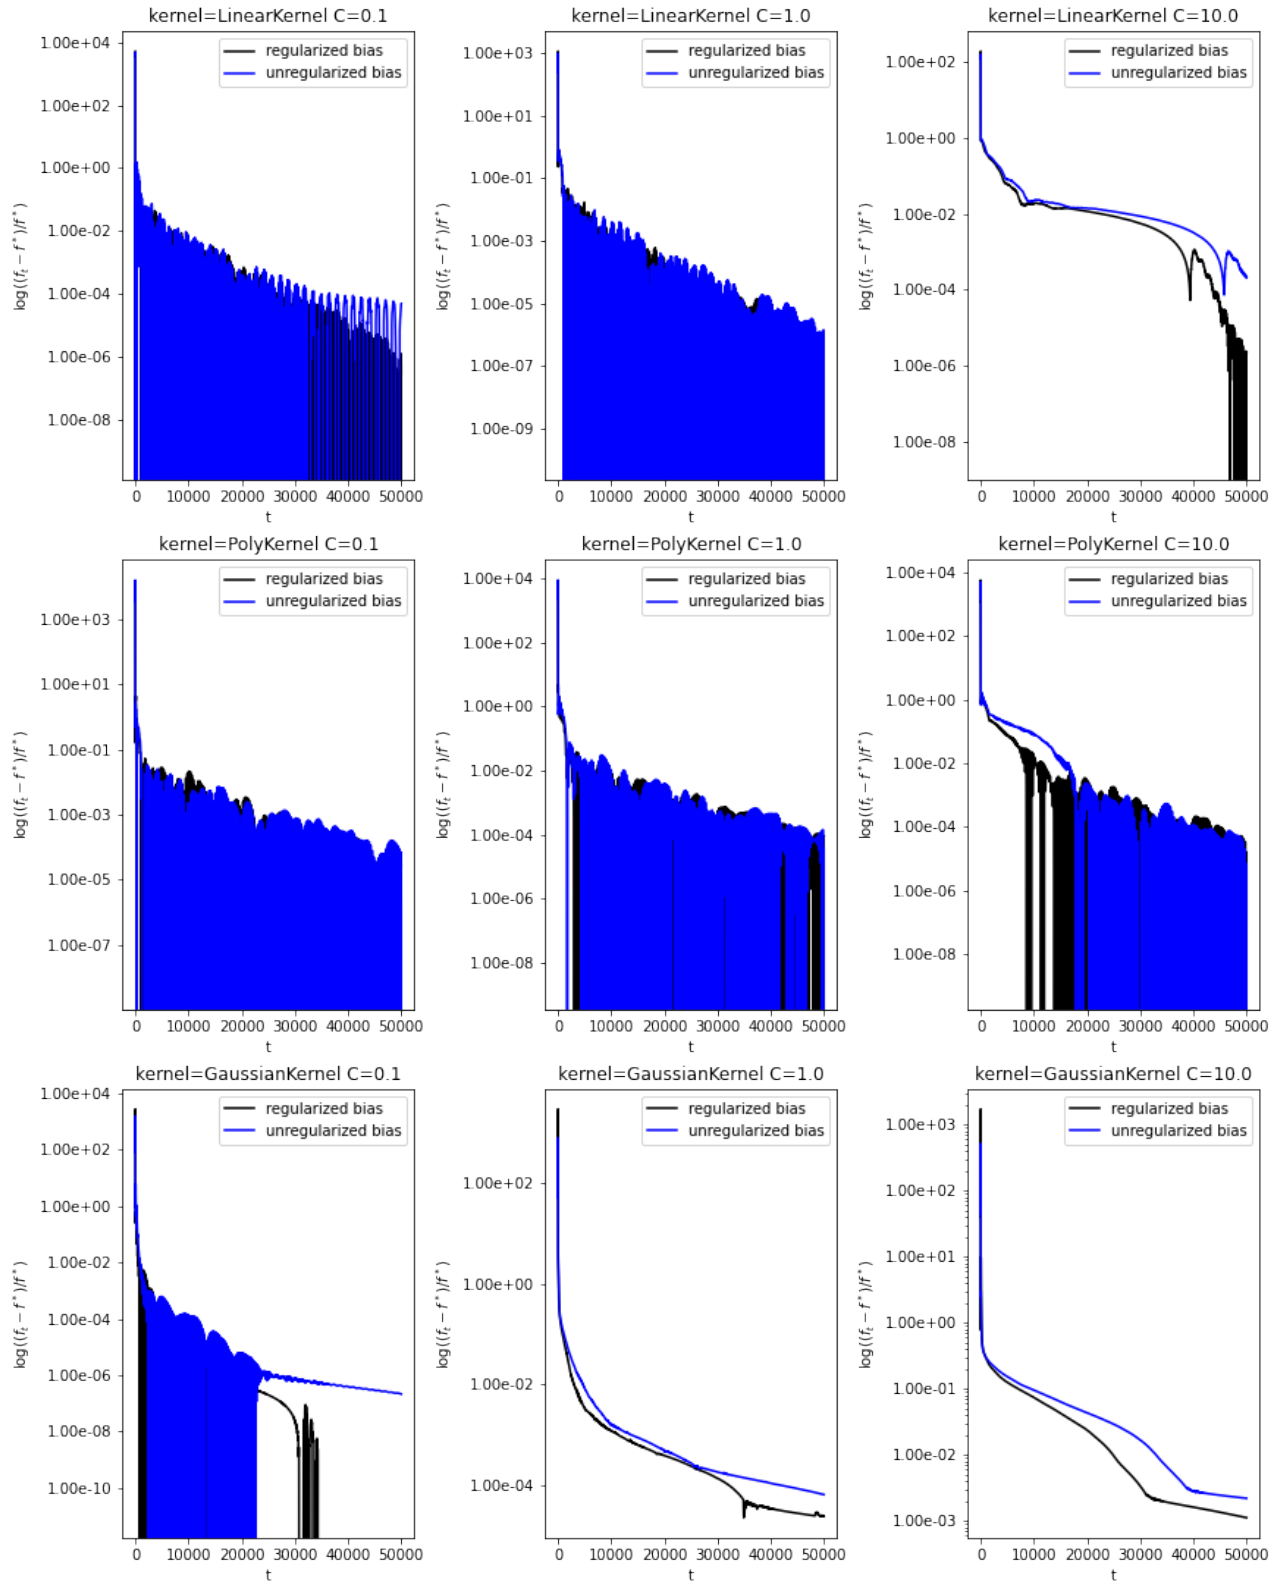 kernel=LinearKernel C=0.1
1.00e+04
1.00e+02
1.00e+00
1.00e-02
1.00e-04
1.00e-06
1.00e-08
log((f_t − f*)/f*)
regularized bias
unregularized bias
0 10000 20000 30000 40000 50000
t
kernel=LinearKernel C=1.0
1.00e+03
1.00e+01
1.00e-01
1.00e-03
1.00e-05
1.00e-07
1.00e-09
log((f_t − f*)/f*)
regularized bias
unregularized bias
0 10000 20000 30000 40000 50000
t
kernel=LinearKernel C=10.0
1.00e+02
1.00e+00
1.00e-02
1.00e-04
1.00e-06
1.00e-08
log((f_t − f*)/f*)
regularized bias
unregularized bias
0 10000 20000 30000 40000 50000
t
kernel=PolyKernel C=0.1
1.00e+03
1.00e+01
1.00e-01
1.00e-03
1.00e-05
1.00e-07
log((f_t − f*)/f*)
regularized bias
unregularized bias
0 10000 20000 30000 40000 50000
t
kernel=PolyKernel C=1.0
1.00e+04
1.00e+02
1.00e+00
1.00e-02
1.00e-04
1.00e-06
1.00e-08
log((f_t − f*)/f*)
regularized bias
unregularized bias
0 10000 20000 30000 40000 50000
t
kernel=PolyKernel C=10.0
1.00e+04
1.00e+02
1.00e+00
1.00e-02
1.00e-04
1.00e-06
1.00e-08
log((f_t − f*)/f*)
regularized bias
unregularized bias
0 10000 20000 30000 40000 50000
t
kernel=GaussianKernel C=0.1
1.00e+04
1.00e+02
1.00e+00
1.00e-02
1.00e-04
1.00e-06
1.00e-08
1.00e-10
log((f_t − f*)/f*)
regularized bias
unregularized bias
0 10000 20000 30000 40000 50000
t
kernel=GaussianKernel C=1.0
1.00e+02
1.00e+00
1.00e-02
1.00e-04
log((f_t − f*)/f*)
regularized bias
unregularized bias
0 10000 20000 30000 40000 50000
t
kernel=GaussianKernel C=10.0
1.00e+03
1.00e+02
1.00e+01
1.00e+00
1.00e-01
1.00e-02
1.00e-03
log((f_t − f*)/f*)
regularized bias
unregularized bias
0 10000 20000 30000 40000 50000
t